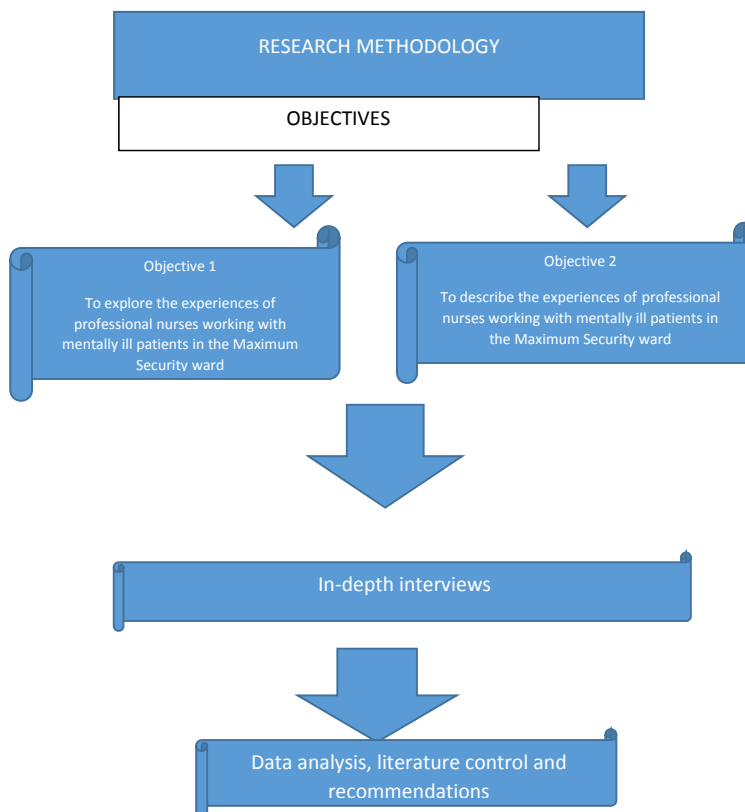 RESEARCH METHODOLOGY
OBJECTIVES
Objective 1
To explore the experiences of
professional nurses working with
mentally ill patients in the Maximum
Security ward
Objective 2
To describe the experiences of professional
nurses working with mentally ill patients in
the Maximum Security ward
In-depth interviews
Data analysis, literature control and
recommendations